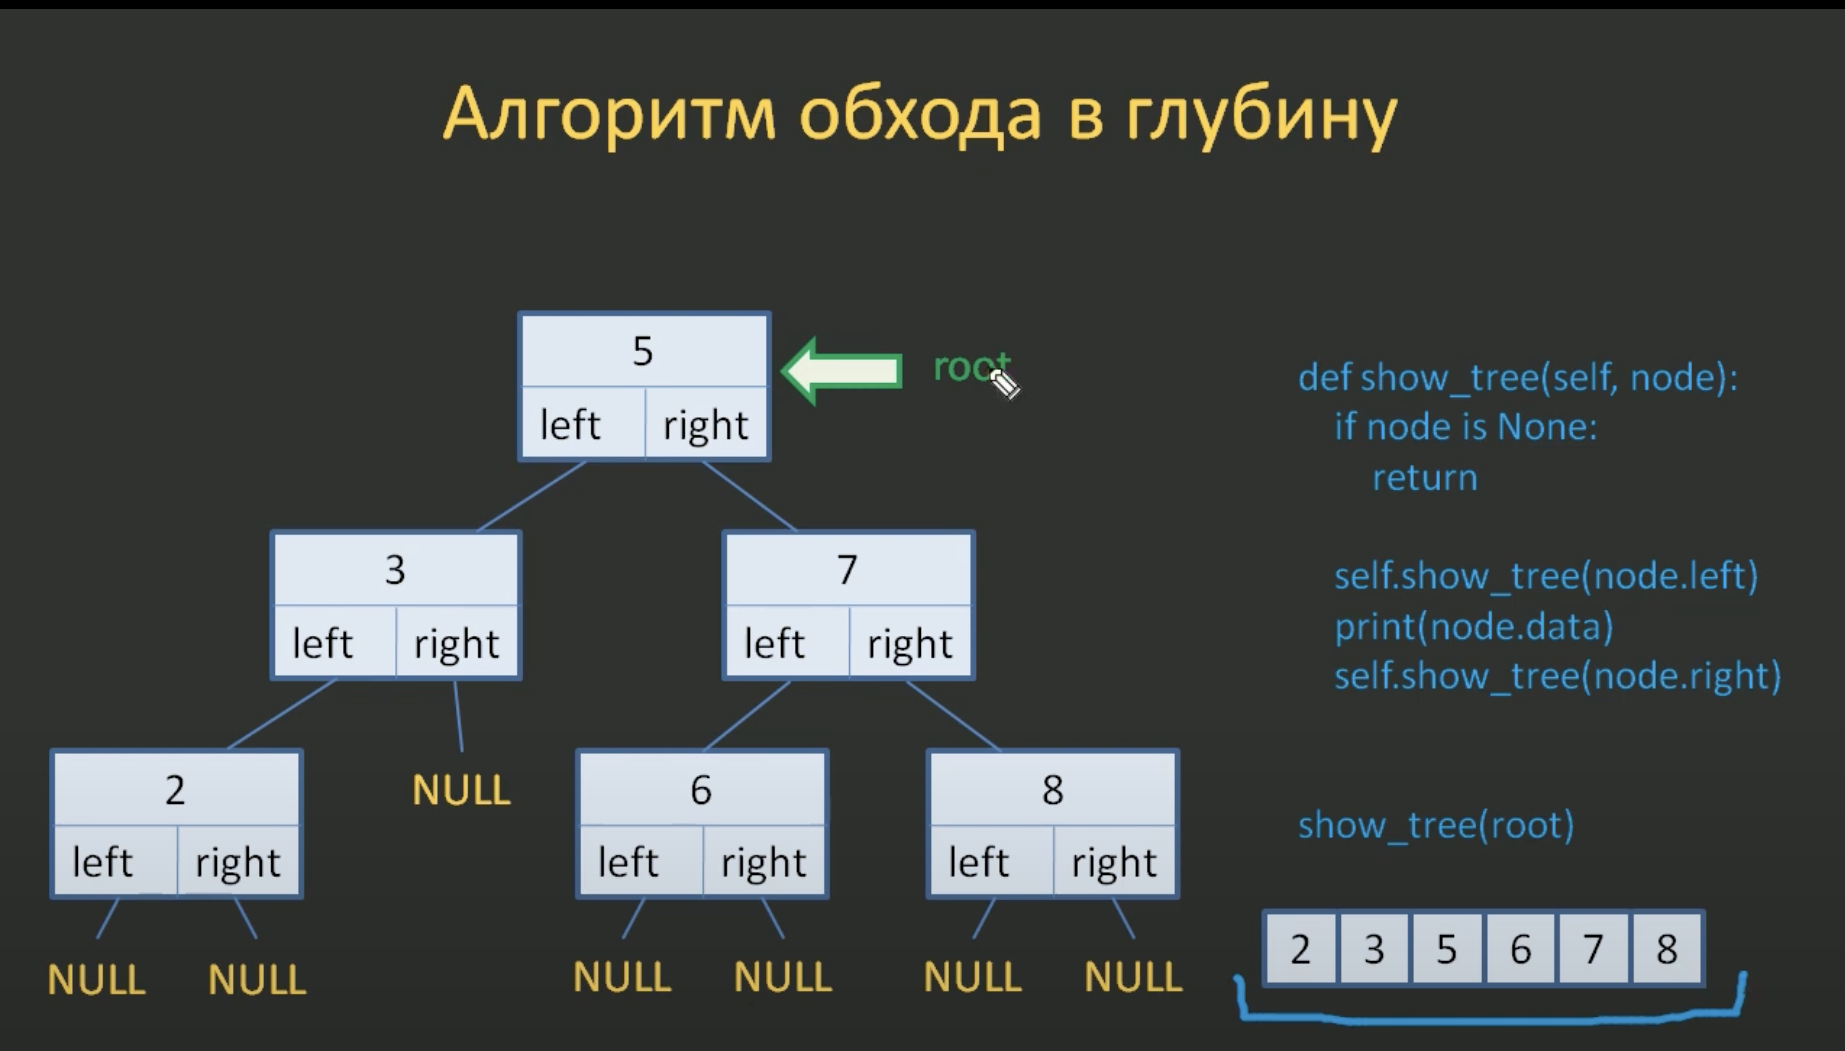 Алгоритм обхода в глубину
5
left right
root
3
left right
7
left right
2
left right
NULL
6
left right
8
left right
NULL NULL
NULL NULL
NULL NULL
def show_tree(self, node):
if node is None:
return
self.show_tree(node.left)
print(node.data)
self.show_tree(node.right)
show_tree(root)
2 3 5 6 7 8